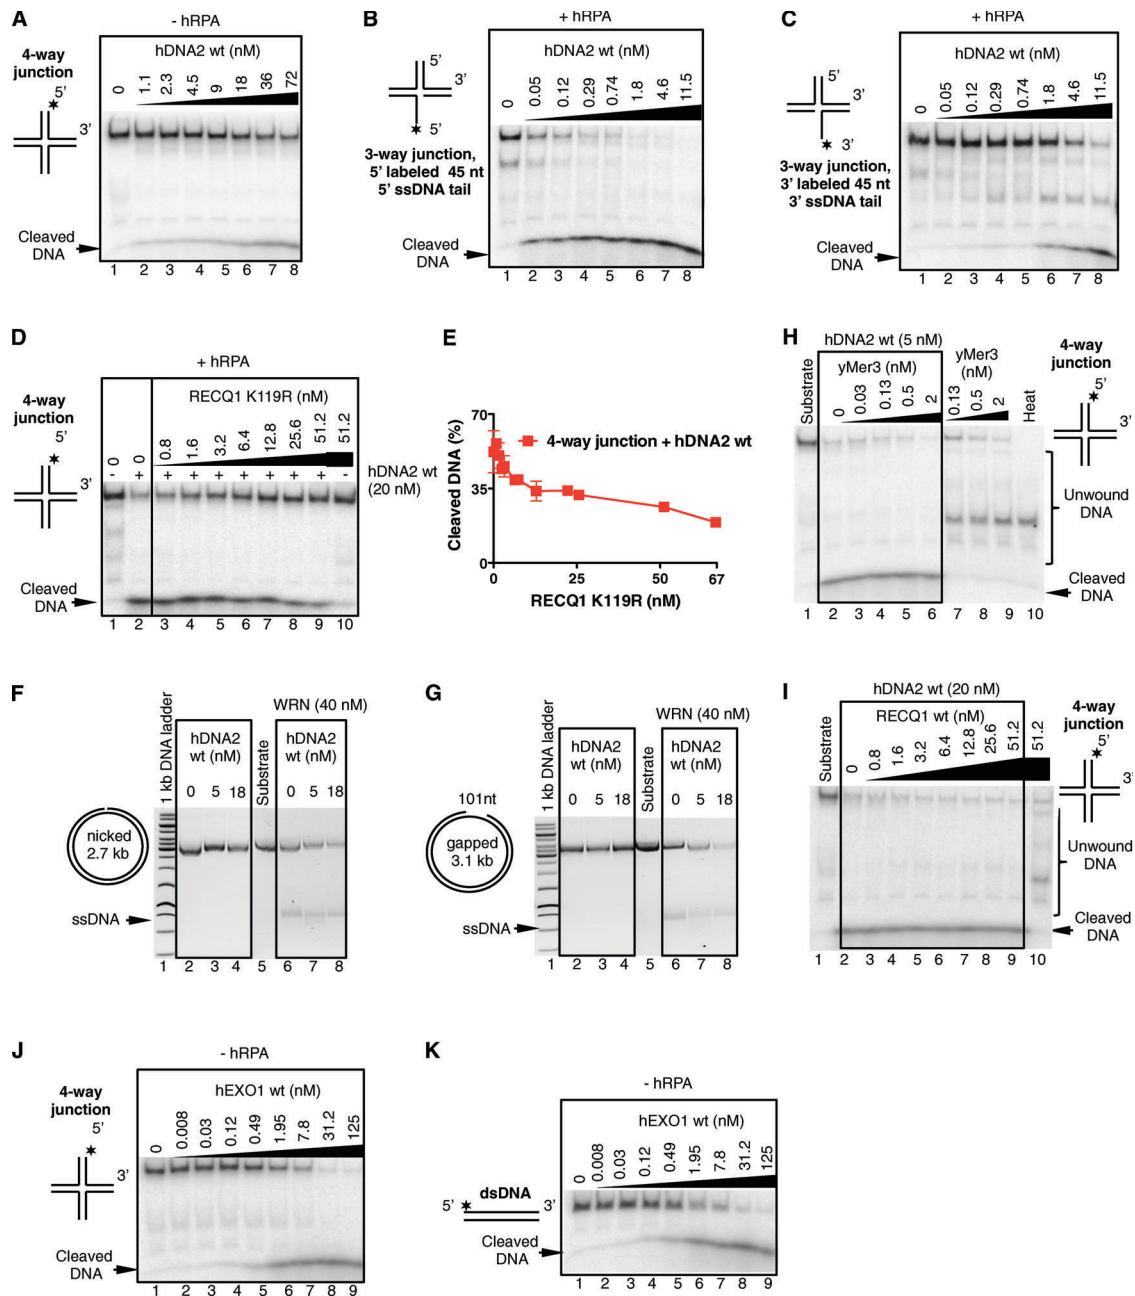 A
- hRPA
hDNA2 wt (nM)
4-way
junction
5’
3’
0 1.1 2.3 4.5 9 18 36 72
Cleaved
DNA
1 2 3 4 5 6 7 8
B
+ hRPA
hDNA2 wt (nM)
5’
3’
5’
3-way junction,
5’ labeled 45 nt
5’ ssDNA tail
0 0.05 0.12 0.29 0.74 1.8 4.6 11.5
Cleaved
DNA
1 2 3 4 5 6 7 8
C
+ hRPA
hDNA2 wt (nM)
5’
3’
3’
3-way junction,
3’ labeled 45 nt
3’ ssDNA tail
0 0.05 0.12 0.29 0.74 1.8 4.6 11.5
Cleaved
DNA
1 2 3 4 5 6 7 8
D
+ hRPA
RECQ1 K119R (nM)
4-way
junction
5’
3’
0 0 0.8 1.6 3.2 6.4 12.8 25.6 51.2 51.2
- + + + + + + + + -
hDNA2 wt
(20 nM)
Cleaved
DNA
1 2 3 4 5 6 7 8 9 10
E
Cleaved DNA (%)
70
35
0
4-way junction + hDNA2 wt
0 25 50 67
RECQ1 K119R (nM)
H
hDNA2 wt (5 nM)
yMer3 (nM)
yMer3
(nM)
4-way
junction
5’
3’
Substrate 0 0.03 0.13 0.5 2 0.13 0.5 2 Heat
Unwound
DNA
Cleaved
DNA
1 2 3 4 5 6 7 8 9 10
F
WRN (40 nM)
1 kb DNA ladder
hDNA2
wt (nM)
Substrate
hDNA2
wt (nM)
0 5 18 0 5 18
nicked
2.7 kb
ssDNA
1 2 3 4 5 6 7 8
G
WRN (40 nM)
1 kb DNA ladder
hDNA2
wt (nM)
Substrate
hDNA2
wt (nM)
0 5 18 0 5 18
101nt
gapped
3.1 kb
ssDNA
1 2 3 4 5 6 7 8
I
hDNA2 wt (20 nM)
RECQ1 wt (nM)
4-way
junction
5’
3’
Substrate 0 0.8 1.6 3.2 6.4 12.8 25.6 51.2 51.2
Unwound
DNA
Cleaved
DNA
1 2 3 4 5 6 7 8 9 10
J
- hRPA
hEXO1 wt (nM)
4-way
junction
5’
3’
0 0.008 0.03 0.12 0.49 1.95 7.8 31.2 125
Cleaved
DNA
1 2 3 4 5 6 7 8 9
K
- hRPA
hEXO1 wt (nM)
0 0.008 0.03 0.12 0.49 1.95 7.8 31.2 125
5’ dsDNA 3’
Cleaved
DNA
1 2 3 4 5 6 7 8 9